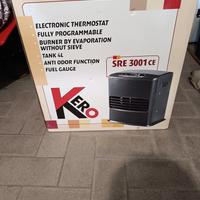 ELECTRONIC THERMOSTAT
FULLY PROGRAMMABLE
BURNER BY EVAPORATION
WITHOUT SIEVE
TANK 4L
ANTI ODOR FUNCTION
FUEL GAUGE
SRE 3001 CE
KERO